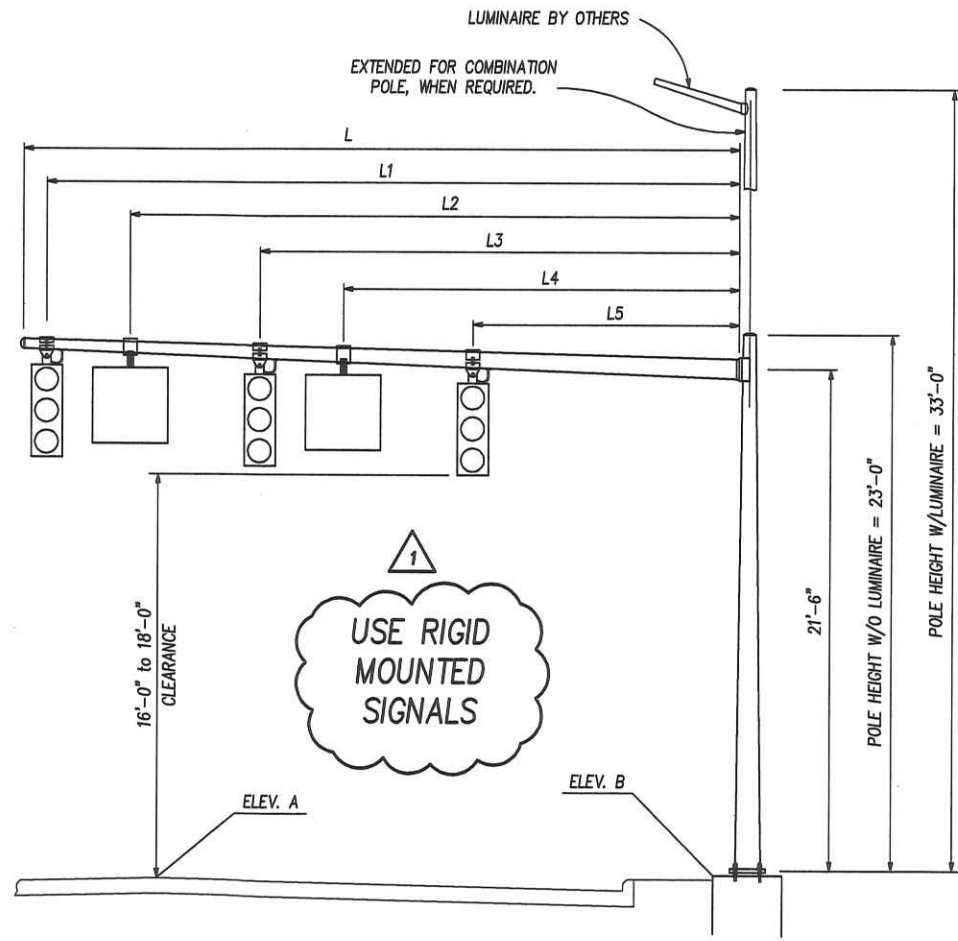 LUMINAIRE BY OTHERS
EXTENDED FOR COMBINATION
POLE, WHEN REQUIRED.
L
L1
L2
L3
L4
L5
16'-0" to 18'-0"
CLEARANCE
1
USE RIGID
MOUNTED
SIGNALS
21'-6"
POLE HEIGHT W/O LUMINAIRE = 23'-0"
POLE HEIGHT W/LUMINAIRE = 33'-0"
ELEV. A
ELEV. B